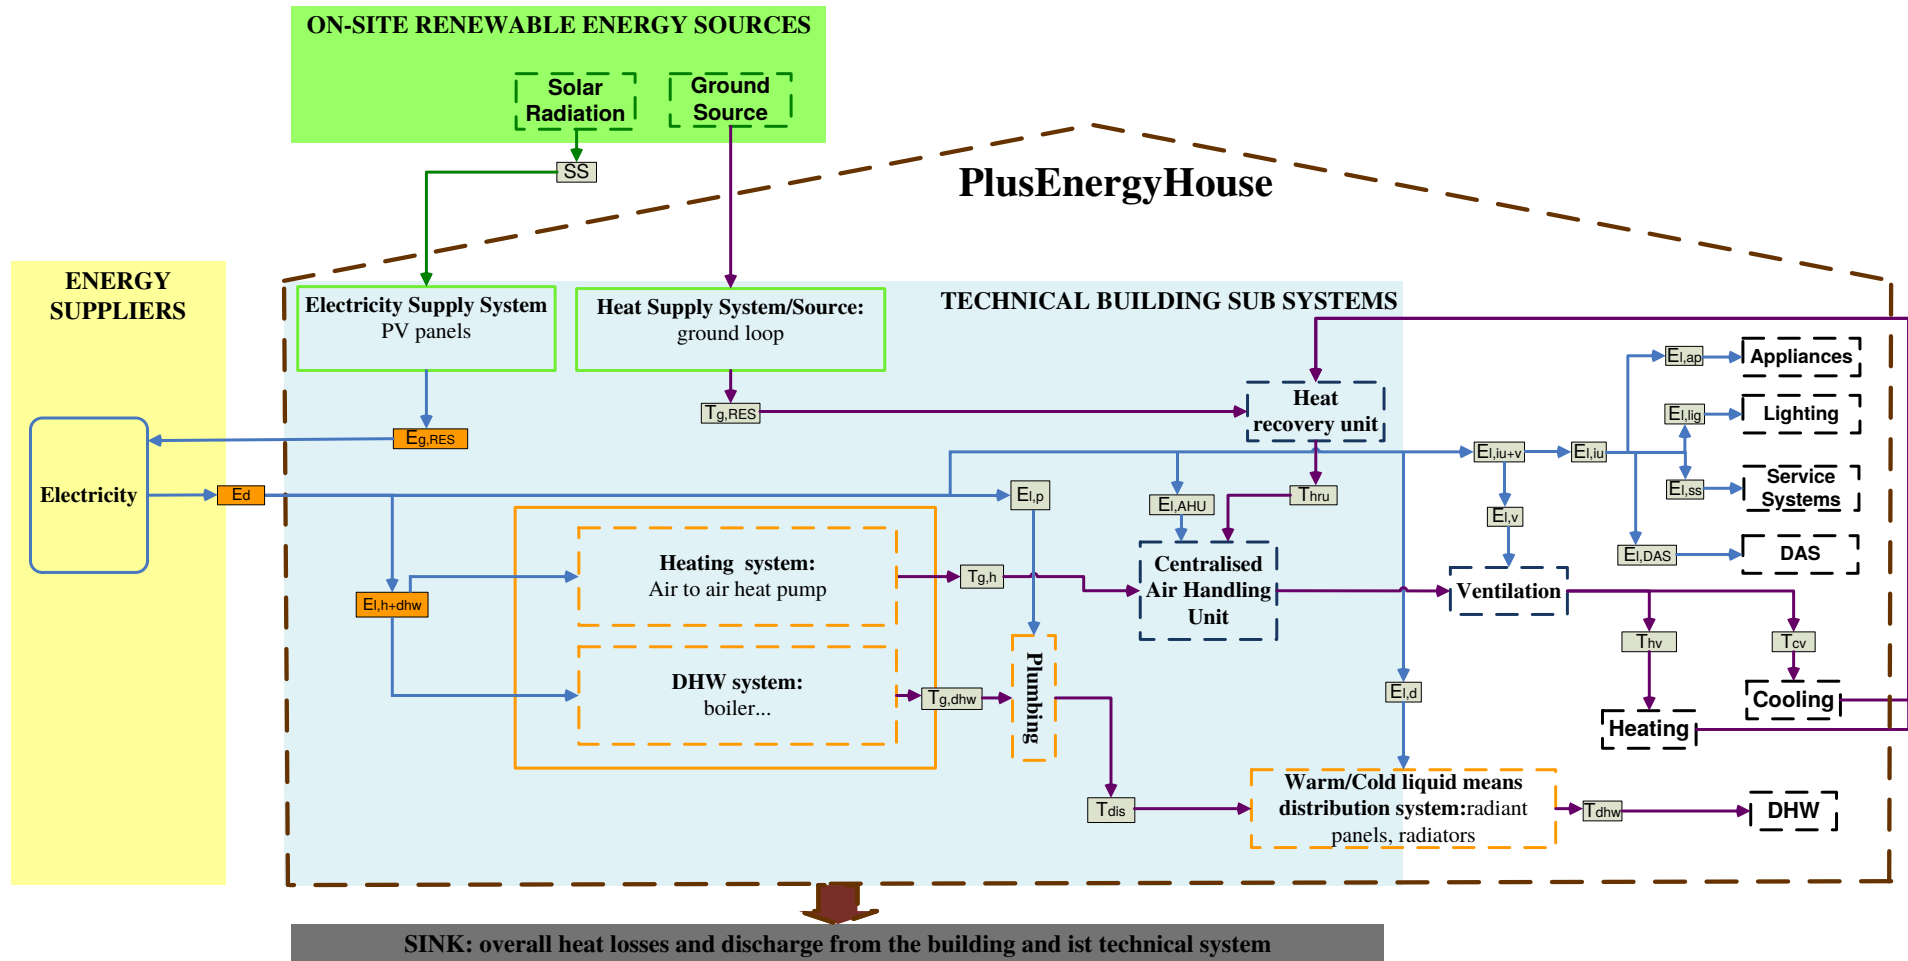 ON-SITE RENEWABLE ENERGY SOURCES
Solar
Radiation
Ground
Source
SS
PlusEnergyHouse
ENERGY
SUPPLIERS
Electricity Supply System
PV panels
Heat Supply System/Source:
ground loop
TECHNICAL BUILDING SUB SYSTEMS
Tg,RES
Heat
recovery unit
El,ap
Appliances
El,lig
Lighting
Eg,RES
El,iu+v
El,iu
Electricity
Ed
El,p
El,AHU
Thru
El,v
El,ss
Service
Systems
El,DAS
DAS
Heating system:
Air to air heat pump
Tg,h
Centralised
Air Handling
Unit
Ventilation
El,h+dhw
Thv
Tcv
DHW system:
boiler...
Tg,dhw
Plumbing
El,d
Cooling
Heating
Tdis
Warm/Cold liquid means
distribution system:radiant
panels, radiators
Tdhw
DHW
SINK: overall heat losses and discharge from the building and ist technical system